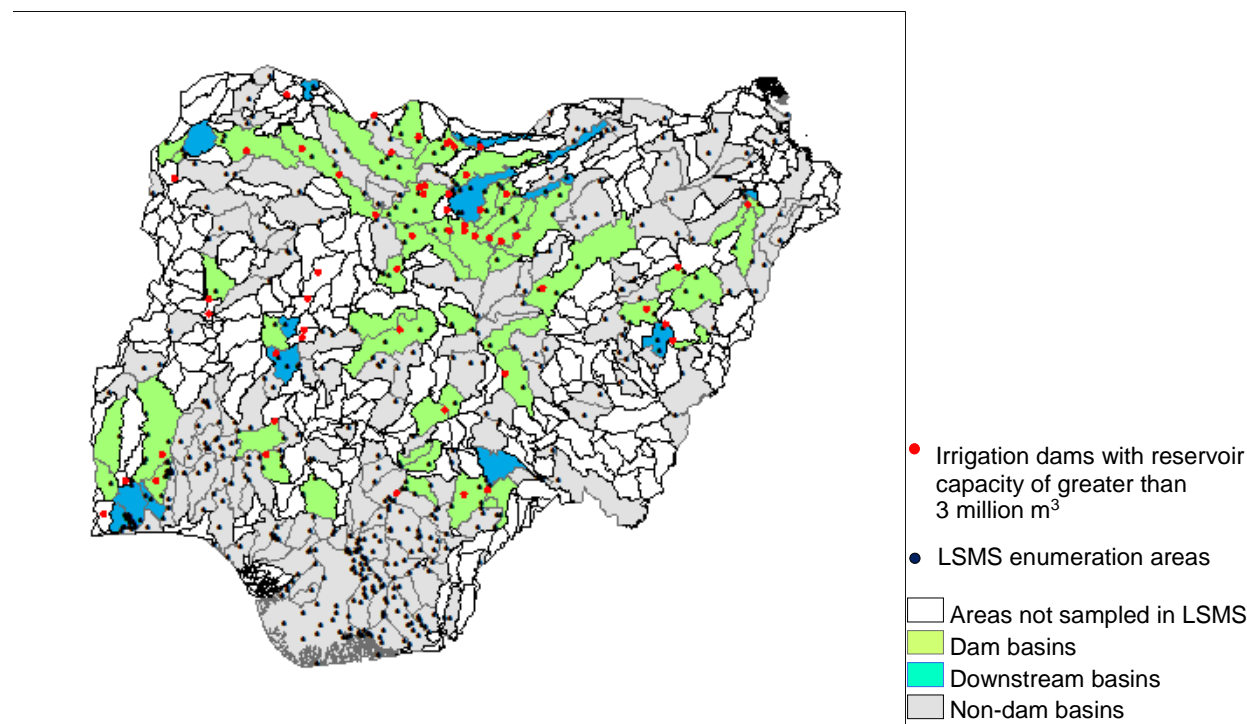 Irrigation dams with reservoir
capacity of greater than
3 million m³
LSMS enumeration areas
Areas not sampled in LSMS
Dam basins
Downstream basins
Non-dam basins